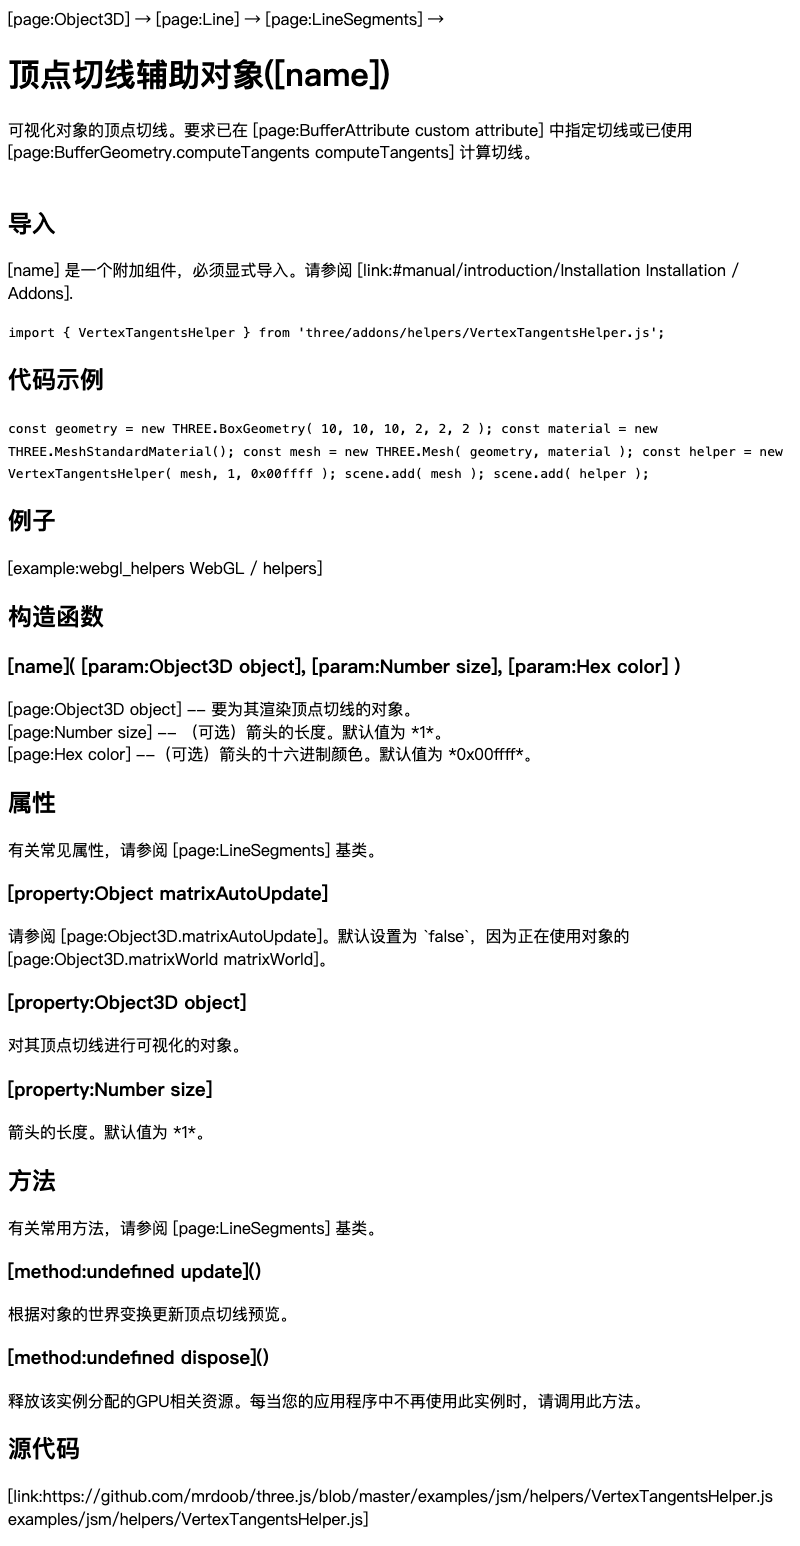 [page:Object3D] → [page:Line] → [page:LineSegments] →
顶点切线辅助对象([name])
可视化对象的顶点切线。要求已在 [page:BufferAttribute custom attribute] 中指定切线或已使用
[page:BufferGeometry.computeTangents computeTangents] 计算切线。
导入
[name] 是一个附加组件，必须显式导入。请参阅 [link:#manual/introduction/Installation Installation /
Addons].
import { VertexTangentsHelper } from 'three/addons/helpers/VertexTangentsHelper.js';
代码示例
const geometry = new THREE.BoxGeometry( 10, 10, 10, 2, 2, 2 ); const material = new
THREE.MeshStandardMaterial(); const mesh = new THREE.Mesh( geometry, material ); const helper = new
VertexTangentsHelper( mesh, 1, 0x00ffff ); scene.add( mesh ); scene.add( helper );
例子
[example:webgl_helpers WebGL / helpers]
构造函数
[name]( [param:Object3D object], [param:Number size], [param:Hex color] )
[page:Object3D object] -- 要为其渲染顶点切线的对象。
[page:Number size] -- （可选）箭头的长度。默认值为 *1*。
[page:Hex color] --（可选）箭头的十六进制颜色。默认值为 *0x00ffff*。
属性
有关常见属性，请参阅 [page:LineSegments] 基类。
[property:Object matrixAutoUpdate]
请参阅 [page:Object3D.matrixAutoUpdate]。默认设置为 `false`，因为正在使用对象的
[page:Object3D.matrixWorld matrixWorld]。
[property:Object3D object]
对其顶点切线进行可视化的对象。
[property:Number size]
箭头的长度。默认值为 *1*。
方法
有关常用方法，请参阅 [page:LineSegments] 基类。
[method:undefined update]()
根据对象的世界变换更新顶点切线预览。
[method:undefined dispose]()
释放该实例分配的GPU相关资源。每当您的应用程序中不再使用此实例时，请调用此方法。
源代码
[link:https://github.com/mrdoob/three.js/blob/master/examples/jsm/helpers/VertexTangentsHelper.js
examples/jsm/helpers/VertexTangentsHelper.js]